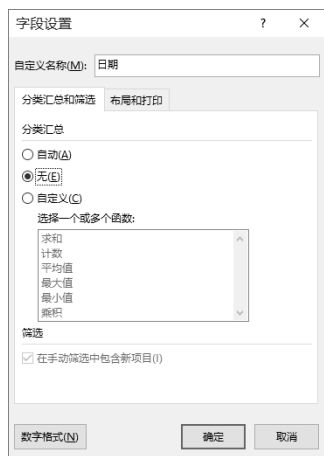 字段设置 ? ×
自定义名称(M): 日期
分类汇总和筛选 布局和打印
分类汇总
自动(A)
无(E)
自定义(C)
选择一个或多个函数:
求和
计数
平均值
最大值
最小值
乘积
筛选
在手动筛选中包含新项目(I)
数字格式(N) 确定 取消